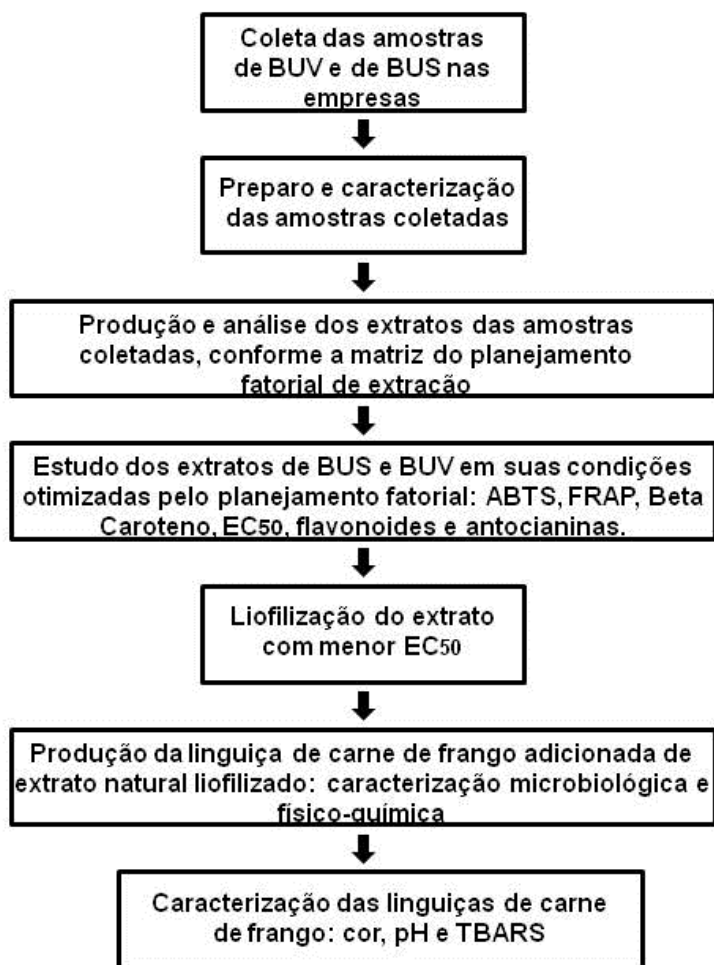 Coleta das amostras
de BUV e de BUS nas
empresas
Preparo e caracterização
das amostras coletadas
Produção e análise dos extratos das amostras
coletadas, conforme a matriz do planejamento
fatorial de extração
Estudo dos extratos de BUS e BUV em suas condições
otimizadas pelo planejamento fatorial: ABTS, FRAP, Beta
Caroteno, EC50, flavonoides e antocianinas.
Liofilização do extrato
com menor EC50
Produção da linguiça de carne de frango adicionada de
extrato natural liofilizado: caracterização microbiológica e
físico-química
Caracterização das linguiças de carne
de frango: cor, pH e TBARS